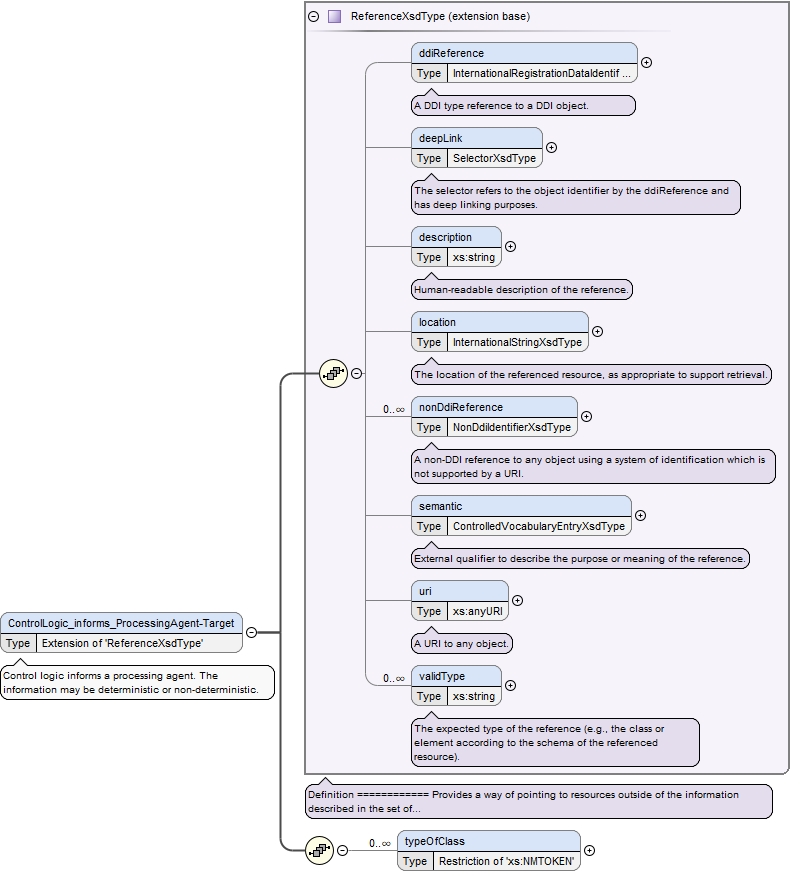 ReferenceXsdType (extension base)
ddiReference
Type InternationalRegistrationDataIdentif ...
A DDI type reference to a DDI object.
deepLink
Type SelectorXsdType
The selector refers to the object identifier by the ddiReference and
has deep linking purposes.
description
Type xs:string
Human-readable description of the reference.
location
Type InternationalStringXsdType
The location of the referenced resource, as appropriate to support retrieval.
0..∞ nonDdiReference
Type NonDdiIdentifierXsdType
A non-DDI reference to any object using a system of identification which is
not supported by a URI.
semantic
Type ControlledVocabularyEntryXsdType
External qualifier to describe the purpose or meaning of the reference.
uri
Type xs:anyURI
A URI to any object.
0..∞ validType
Type xs:string
The expected type of the reference (e.g., the class or
element according to the schema of the referenced
resource).
ControlLogic_informs_ProcessingAgent-Target
Type Extension of 'ReferenceXsdType'
Control logic informs a processing agent. The
information may be deterministic or non-deterministic.
Definition ============ Provides a way of pointing to resources outside of the information
described in the set of...
0..∞ typeOfClass
Type Restriction of 'xs:NMTOKEN'